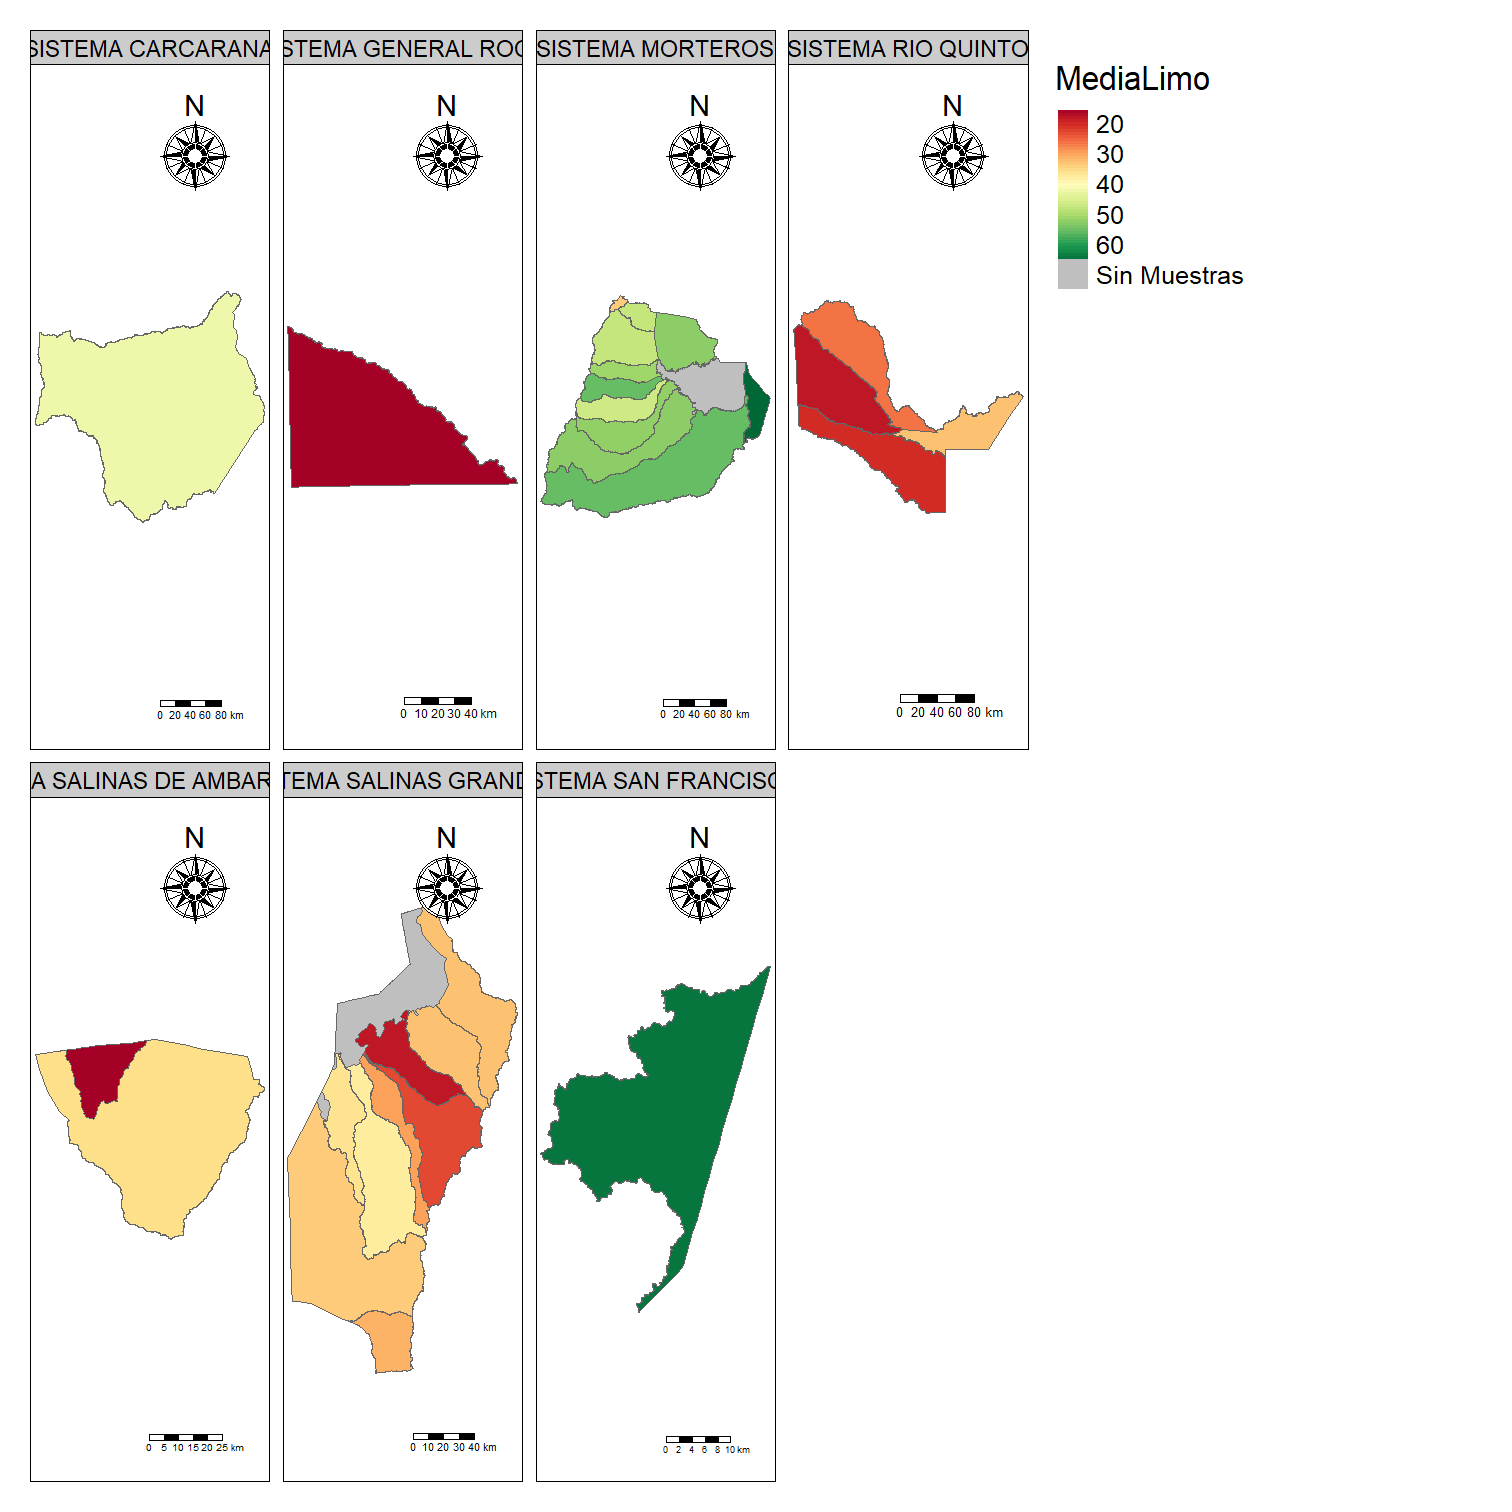 SISTEMA CARCARANA
STEMA GENERAL ROC
SISTEMA MORTEROS
SISTEMA RIO QUINTO
MediaLimo
20
30
40
50
60
Sin Muestras
N
N
N
N
0 20 40 60 80 km
0 10 20 30 40 km
0 20 40 60 80 km
0 20 40 60 80 km
A SALINAS DE AMBAR
TEMA SALINAS GRAND
STEMA SAN FRANCISC
N
N
N
0 5 10 15 20 25 km
0 10 20 30 40 km
0 2 4 6 8 10 km